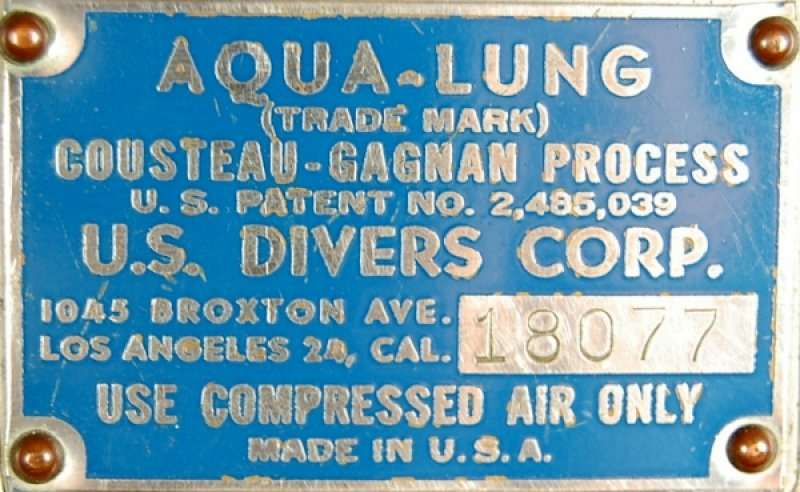 AQUA-LUNG
(TRADE MARK)
COUSTEAU-GAGNAN PROCESS
U. S. PATENT NO. 2,485,039
U.S. DIVERS CORP.
1045 BROXTON AVE.
LOS ANGELES 24, CAL. 18077
USE COMPRESSED AIR ONLY
MADE IN U.S.A.